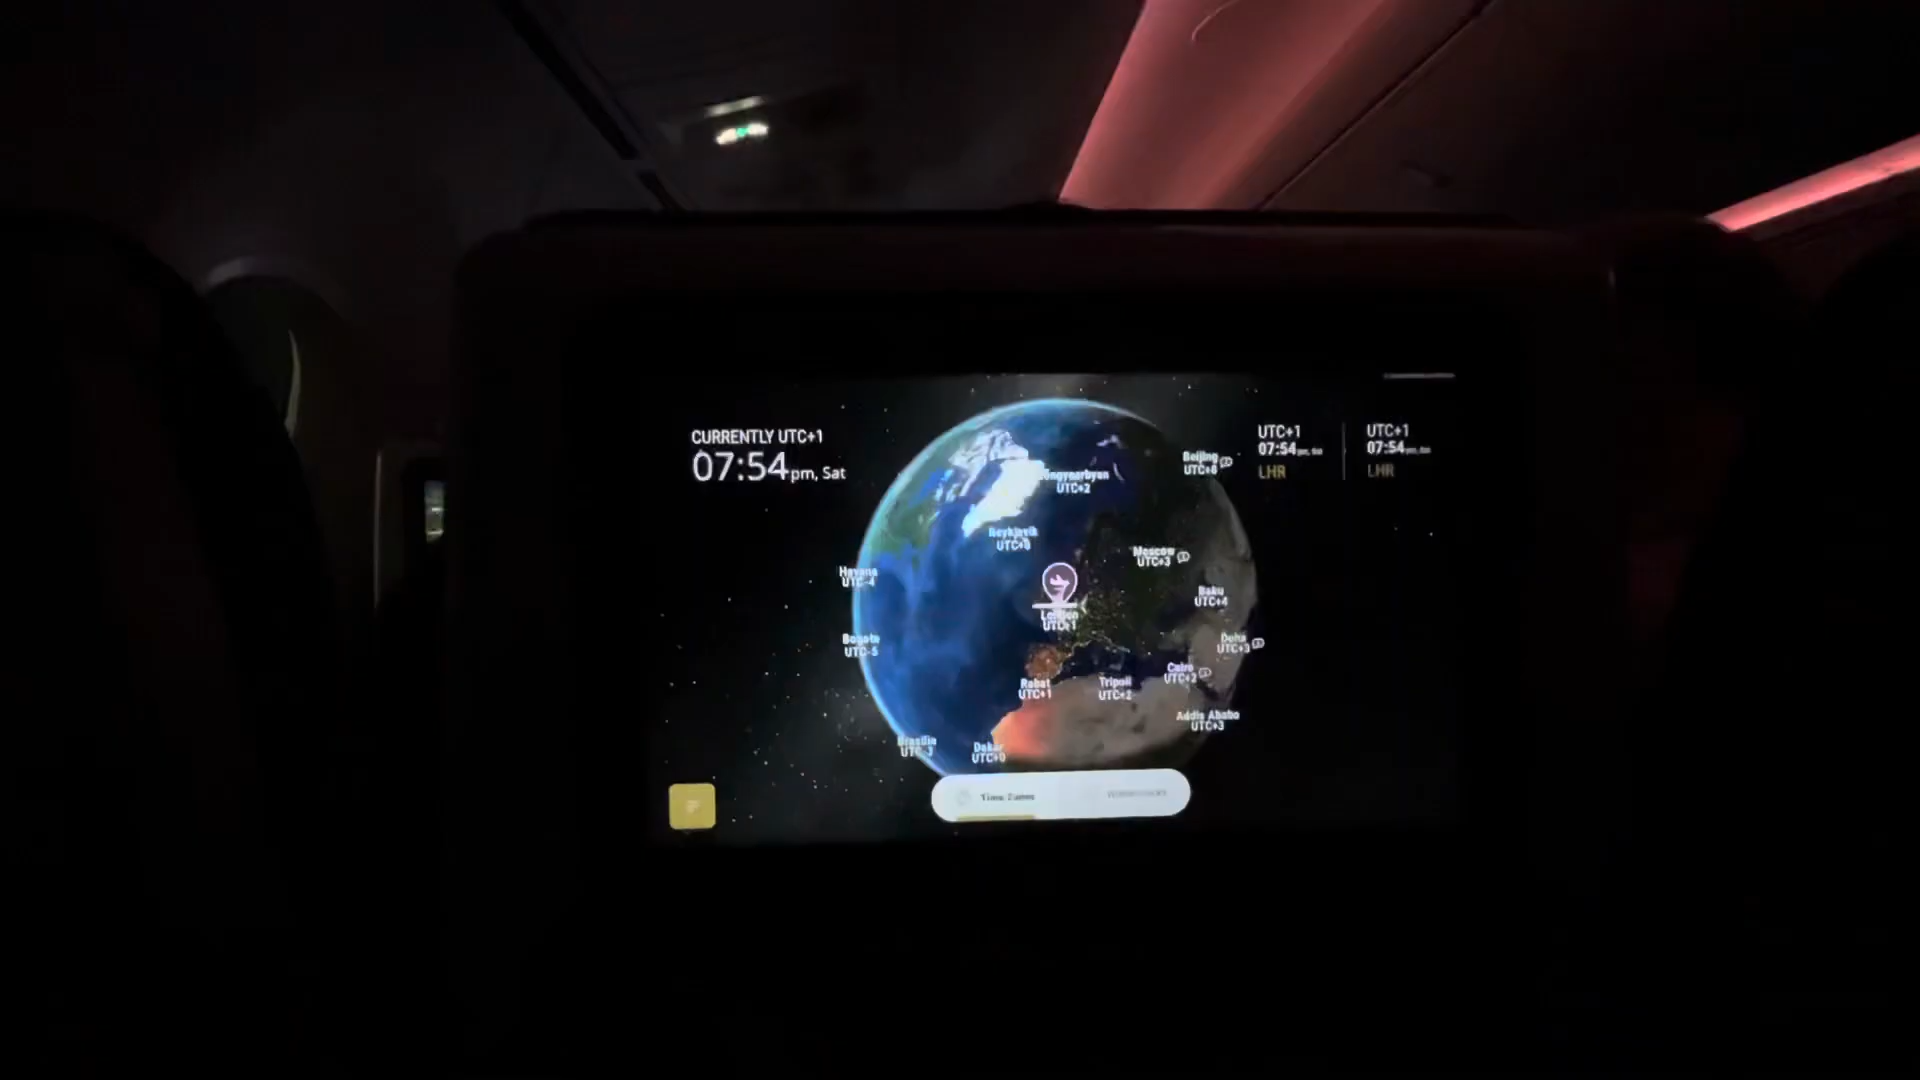 CURRENTLY UTC+1
07:54pm, Sat
UTC+1
07:54pm,
LHR
UTC+1
07:54pm,
LHR
Beijing
UTC+8
UTC+2
Reykjavik
UTC+0
Moscow
UTC+3
Havana
UTC-4
Baku
UTC+4
London
UTC+1
Bogota
UTC-5
Doha
UTC+3
Cairo
UTC+2
Rabat
UTC+1
Tripoli
UTC+2
Addis Ababa
UTC+3
Brasilia
UTC-3
Dakar
UTC+0
Time Zones